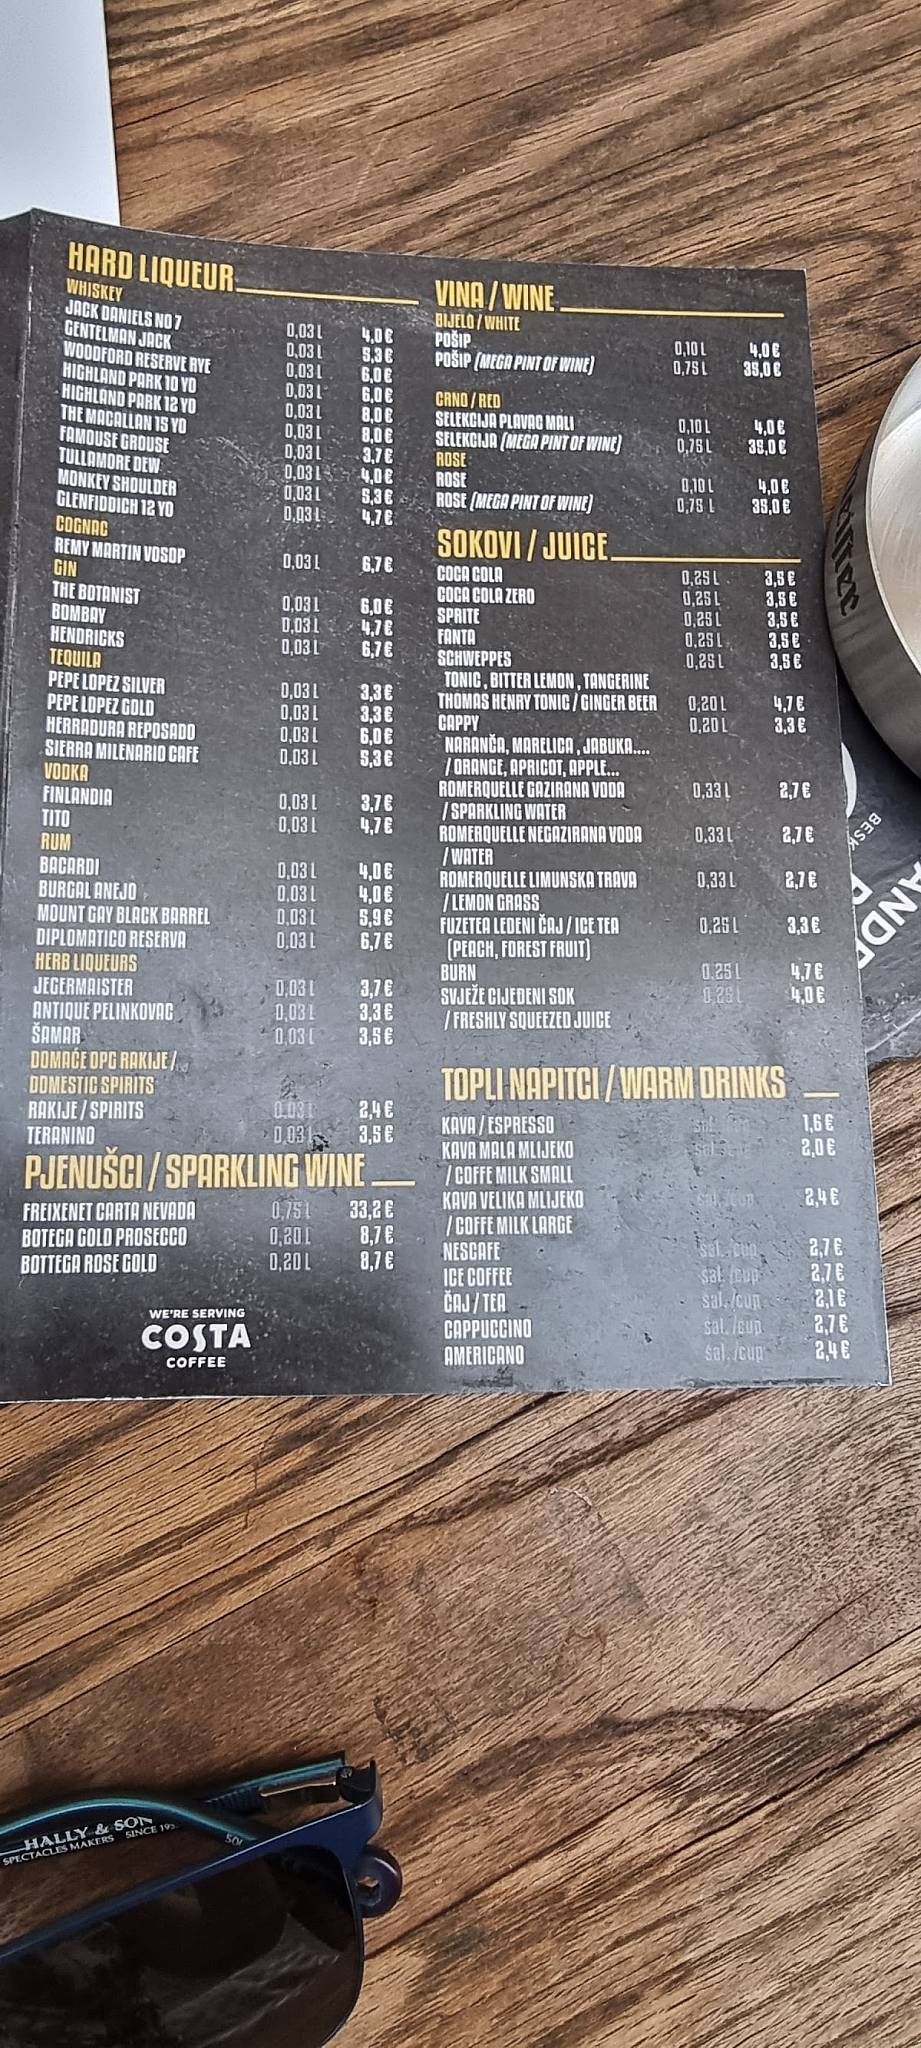 HARD LIQUEUR
WHISKEY
JACK DANIELS NO 7 0,03 L 4,0 €
GENTELMAN JACK 0,03 L 5,3 €
WOODFORD RESERVE RYE 0,03 L 6,0 €
HIGHLAND PARK 10 YO 0,03 L 6,0 €
HIGHLAND PARK 12 YO 0,03 L 8,0 €
THE MACALLAN 15 YO 0,03 L 8,0 €
FAMOUSE GROUSE 0,03 L 3,7 €
TULLAMORE DEW 0,03 L 4,0 €
MONKEY SHOULDER 0,03 L 5,3 €
GLENFIDDICH 12 YO 0,03 L 4,7 €
COGNAC
REMY MARTIN VOSOP 0,03 L 6,7 €
GIN
THE BOTANIST 0,03 L 6,0 €
BOMBAY 0,03 L 4,7 €
HENDRICKS 0,03 L 6,7 €
TEQUILA
PEPE LOPEZ SILVER 0,03 L 3,3 €
PEPE LOPEZ GOLD 0,03 L 3,3 €
HERRADURA REPOSADO 0,03 L 6,0 €
SIERRA MILENARIO CAFE 0,03 L 5,3 €
VODKA
FINLANDIA 0,03 L 3,7 €
TITO 0,03 L 4,7 €
RUM
BACARDI 0,03 L 4,0 €
BURGAL ANEJO 0,03 L 4,0 €
MOUNT GAY BLACK BARREL 0,03 L 5,9 €
DIPLOMATICO RESERVA 0,03 L 6,7 €
HERB LIQUEURS
JEGERMAISTER 0,03 L 3,7 €
ANTIQUE PELINKOVAC 0,03 L 3,3 €
ŠAMAR 0,03 L 3,5 €
DOMAĆE OPG RAKIJE /
DOMESTIC SPIRITS
RAKIJE / SPIRITS 0,03 L 2,4 €
TERANINO 0,03 L 3,5 €
PJENUŠCI / SPARKLING WINE
FREIXENET CARTA NEVADA 0,75 L 33,2 €
BOTEGA GOLD PROSECCO 0,20 L 8,7 €
BOTTEGA ROSE GOLD 0,20 L 8,7 €
WE'RE SERVING
COSTA
COFFEE
VINA / WINE
BIJELO / WHITE
POŠIP 0,10 L 4,0 €
POŠIP (MEGA PINT OF WINE) 0,75 L 35,0 €
CRNO / RED
SELEKCIJA PLAVAC MALI 0,10 L 4,0 €
SELEKCIJA (MEGA PINT OF WINE) 0,75 L 35,0 €
ROSE
ROSE 0,10 L 4,0 €
ROSE (MEGA PINT OF WINE) 0,75 L 35,0 €
SOKOVI / JUICE
COCA COLA 0,25 L 3,5 €
COCA COLA ZERO 0,25 L 3,5 €
SPRITE 0,25 L 3,5 €
FANTA 0,25 L 3,5 €
SCHWEPPES 0,25 L 3,5 €
TONIC, BITTER LEMON, TANGERINE
THOMAS HENRY TONIC / GINGER BEER 0,20 L 4,7 €
CAPPY 0,20 L 3,3 €
NARANČA, MARELICA, JABUKA....
/ ORANGE, APRICOT, APPLE...
ROMERQUELLE GAZIRANA VODA 0,33 L 2,7 €
/ SPARKLING WATER
ROMERQUELLE NEGAZIRANA VODA 0,33 L 2,7 €
/ WATER
ROMERQUELLE LIMUNSKA TRAVA 0,33 L 2,7 €
/ LEMON GRASS
FUZETEA LEDENI ČAJ / ICE TEA 0,25 L 3,3 €
(PEACH, FOREST FRUIT)
BURN 0,25 L 4,7 €
SVJEŽE CIJEĐENI SOK 0,25 L 4,0 €
/ FRESHLY SQUEEZED JUICE
TOPLI NAPITCI / WARM DRINKS
KAVA / ESPRESSO šal. /cup 1,6 €
KAVA MALA MLIJEKO šal. /cup 2,0 €
/ COFFE MILK SMALL
KAVA VELIKA MLIJEKO šal. /cup 2,4 €
/ COFFE MILK LARGE
NESCAFE šal. /cup 2,7 €
ICE COFFEE šal. /cup 2,7 €
ČAJ / TEA šal. /cup 2,1 €
CAPPUCCINO šal. /cup 2,7 €
AMERICANO šal. /cup 2,4 €
HALLY & SON
SPECTACLES MAKERS SINCE